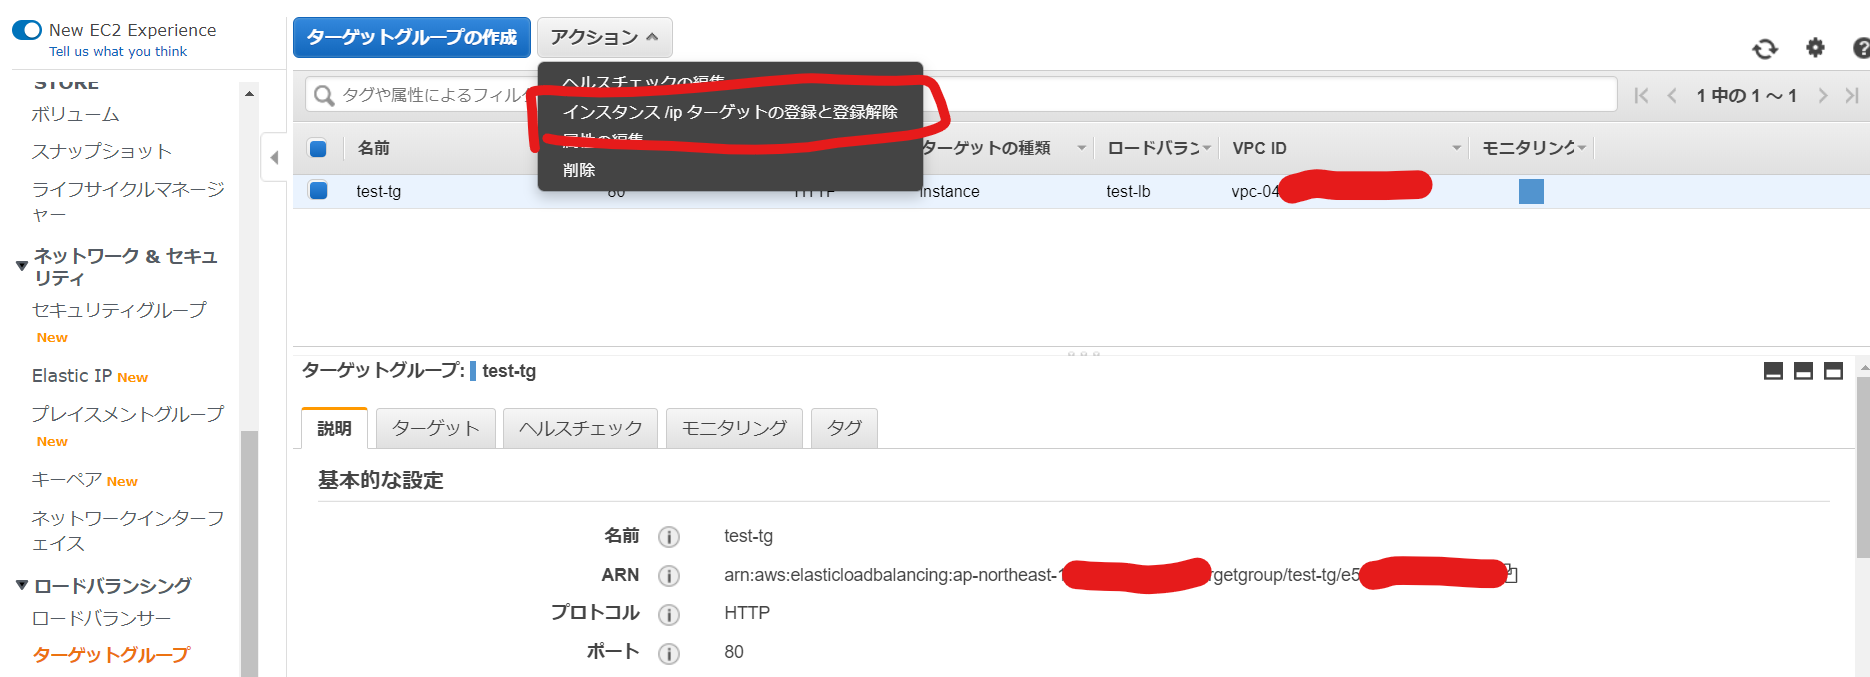 New EC2 Experience
Tell us what you think
STORE
ボリューム
スナップショット
ライフサイクルマネージ
ャー
ネットワーク & セキュ
リティ
セキュリティグループ
New
Elastic IP New
プレイスメントグループ
New
キーペア New
ネットワークインターフ
ェイス
ロードバランシング
ロードバランサー
ターゲットグループ
ターゲットグループの作成
アクション
ヘルスチェックの編集
インスタンス /ip ターゲットの登録と登録解除
属性の編集
削除
タグや属性によるフィル
1 中の 1 ～ 1
名前 ターゲットの種類 ロードバラン VPC ID モニタリング
test-tg 80 HTTP instance test-lb vpc-04
ターゲットグループ: test-tg
説明 ターゲット ヘルスチェック モニタリング タグ
基本的な設定
名前 test-tg
ARN arn:aws:elasticloadbalancing:ap-northeast-1 rgetgroup/test-tg/e5
プロトコル HTTP
ポート 80